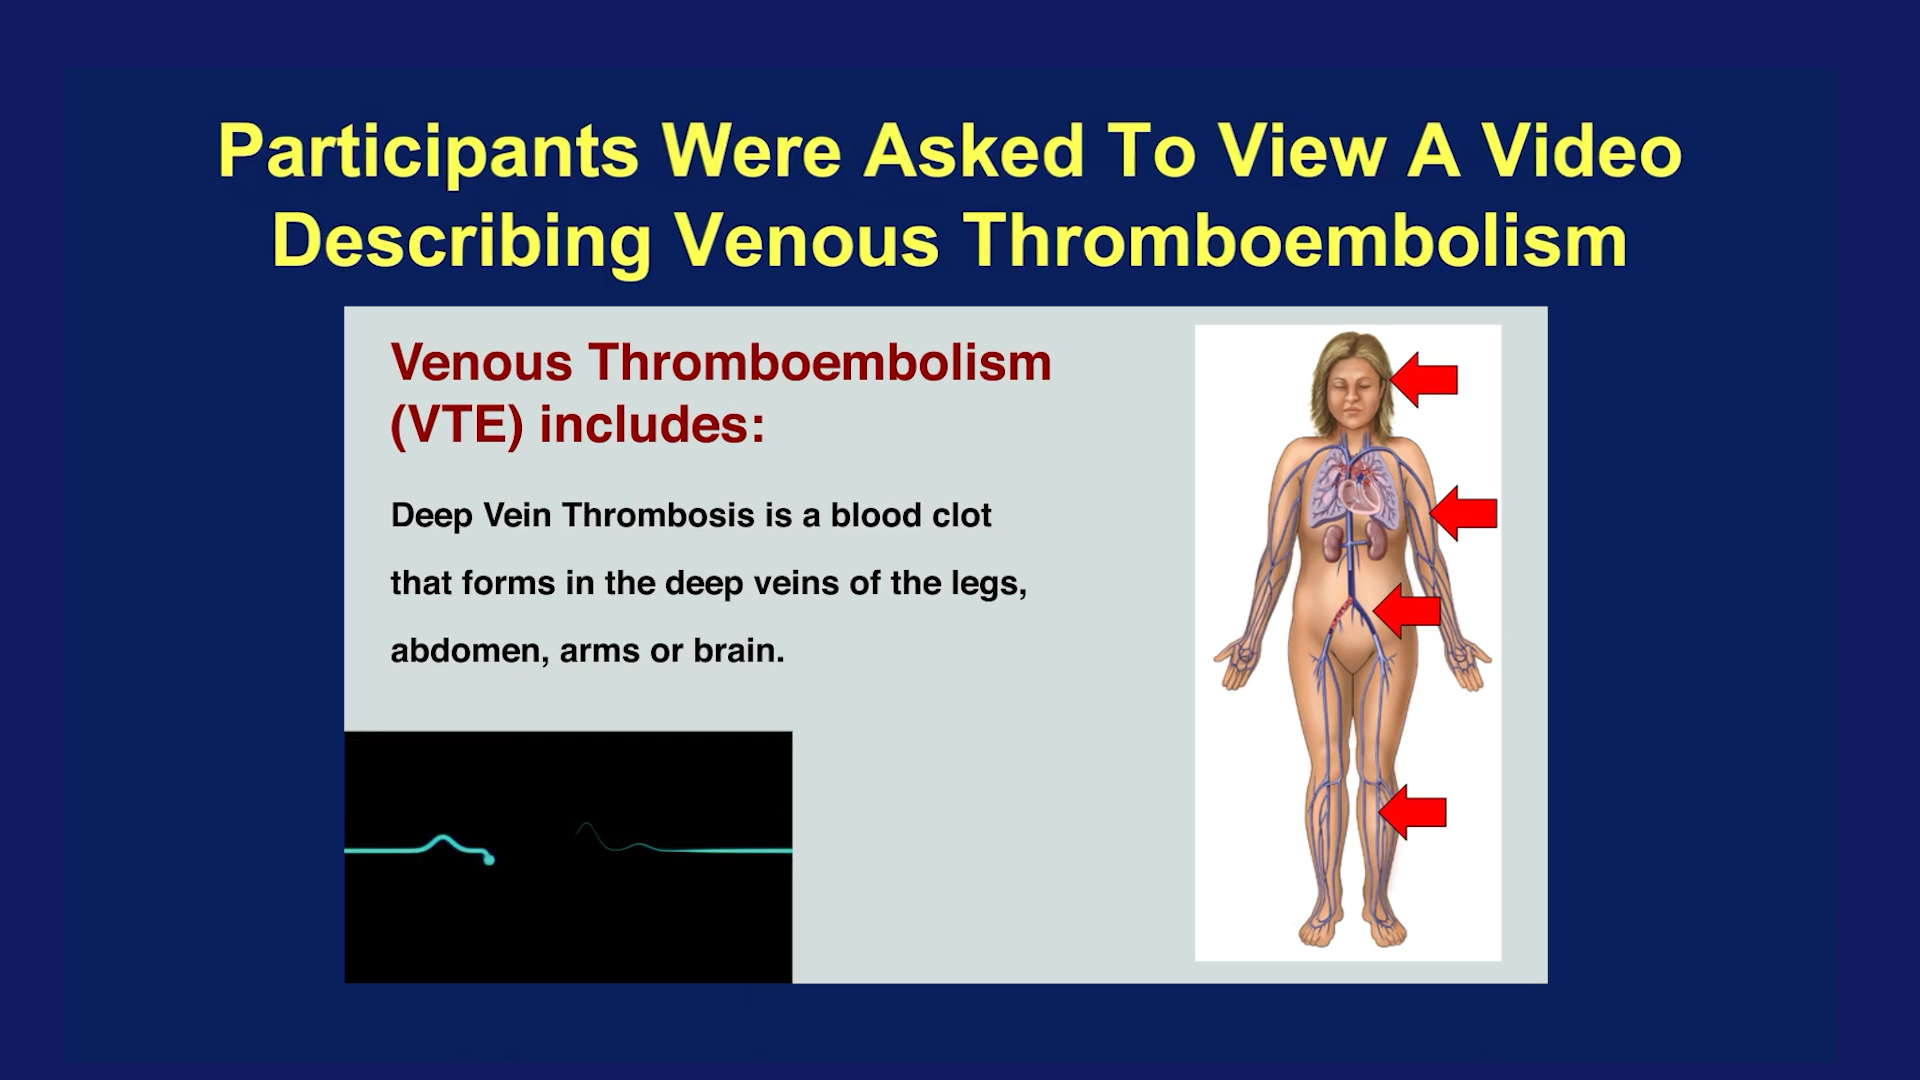 Participants Were Asked To View A Video
Describing Venous Thromboembolism
Venous Thromboembolism
(VTE) includes:
Deep Vein Thrombosis is a blood clot
that forms in the deep veins of the legs,
abdomen, arms or brain.